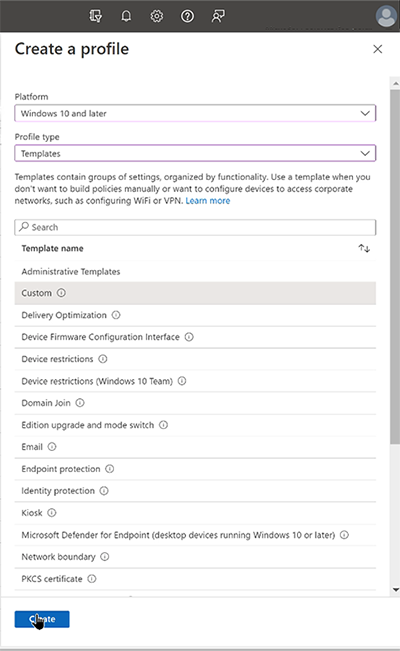 Create a profile
Platform
Windows 10 and later
Profile type
Templates
Templates contain groups of settings, organized by functionality. Use a template when you
don't want to build policies manually or want to configure devices to access corporate
networks, such as configuring WiFi or VPN. Learn more
Search
Template name
Administrative Templates
Custom
Delivery Optimization
Device Firmware Configuration Interface
Device restrictions
Device restrictions (Windows 10 Team)
Domain Join
Edition upgrade and mode switch
Email
Endpoint protection
Identity protection
Kiosk
Microsoft Defender for Endpoint (desktop devices running Windows 10 or later)
Network boundary
PKCS certificate
Create